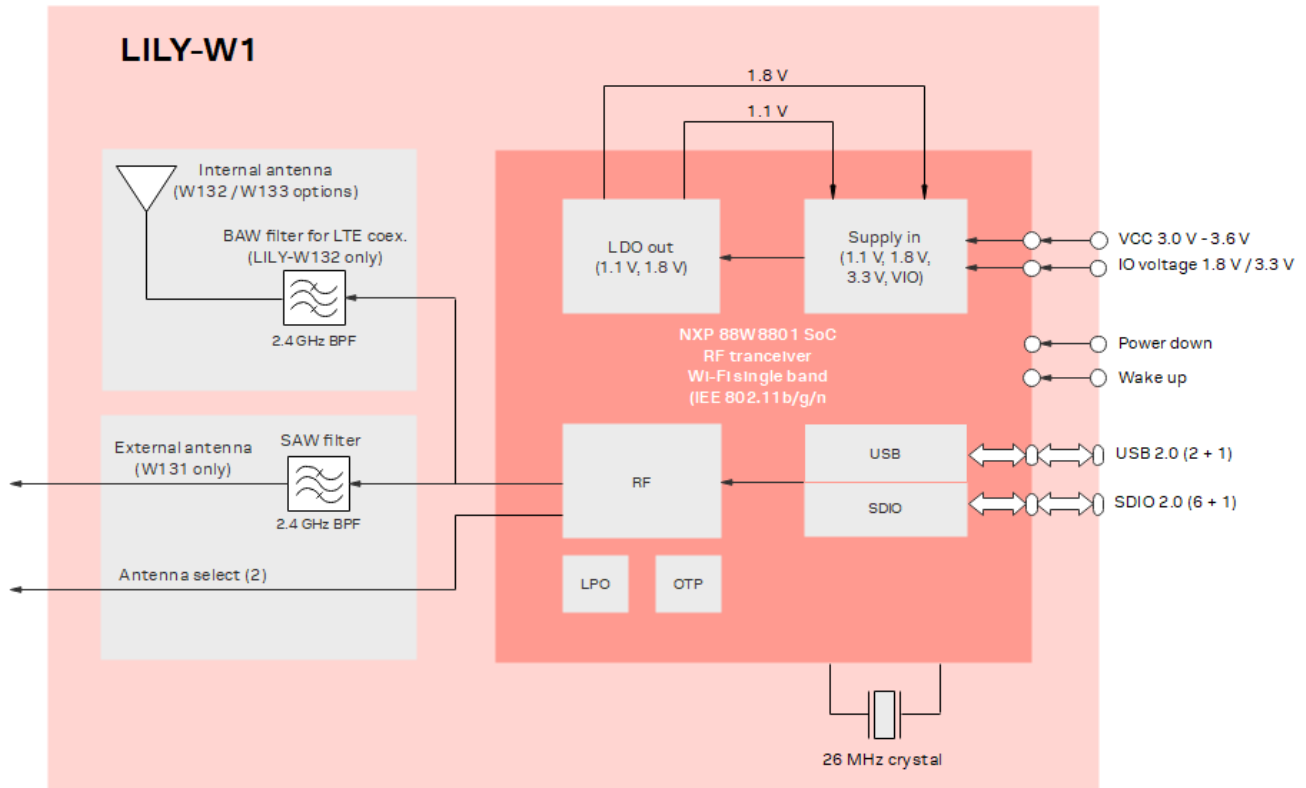 LILY-W1
1.8 V
1.1 V
Internal antenna
(W132 / W133 options)
BAW filter for LTE coex.
(LILY-W132 only)
2.4 GHz BPF
LDO out
(1.1 V, 1.8 V)
Supply in
(1.1 V, 1.8 V,
3.3 V, VIO)
VCC 3.0 V - 3.6 V
IO voltage 1.8 V / 3.3 V
NXP 88W8801 SoC
RF tranceiver
Wi-Fi single band
(IEE 802.11b/g/n
Power down
Wake up
External antenna
(W131 only)
SAW filter
2.4 GHz BPF
RF
USB
SDIO
USB 2.0 (2 + 1)
SDIO 2.0 (6 + 1)
Antenna select (2)
LPO
OTP
26 MHz crystal